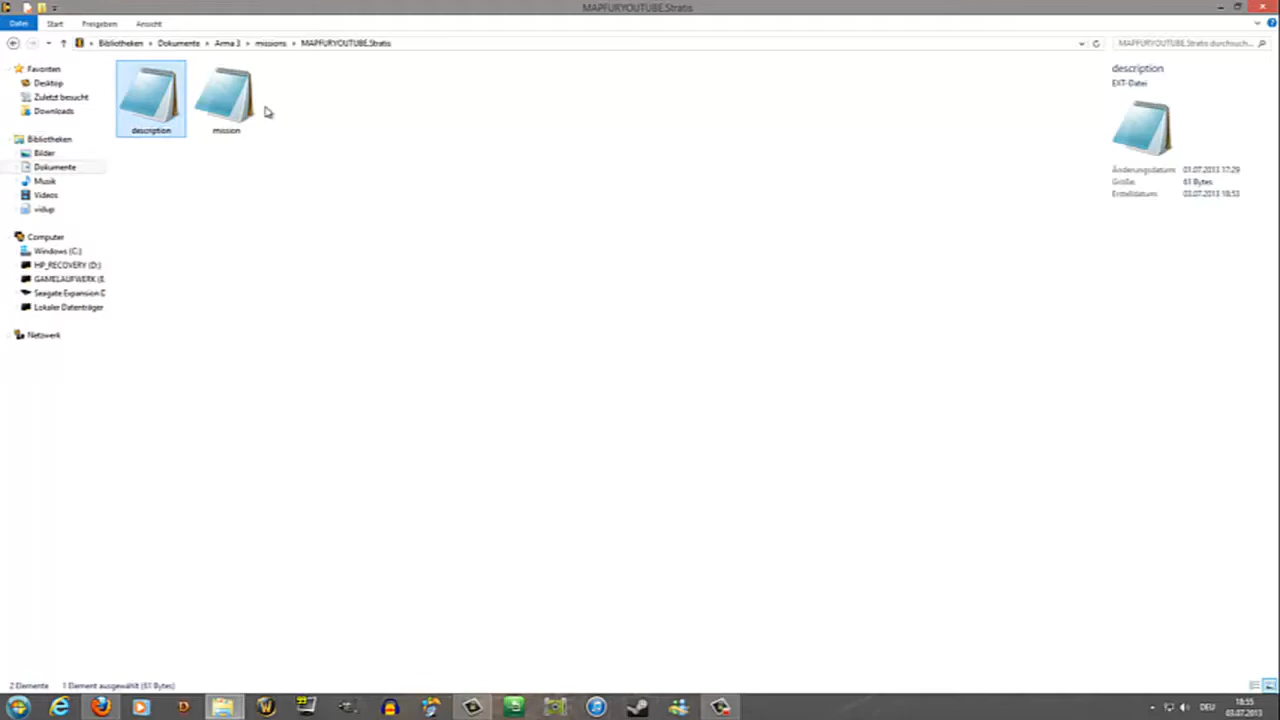 MAPFURYOUTUBE.Stratis
Datei Start Freigeben Ansicht
Bibliotheken Dokumente Arma 3 missions MAPFURYOUTUBE.Stratis
MAPFURYOUTUBE.Stratis durchsuch...
Favoriten
Desktop
Zuletzt besucht
Downloads
Bibliotheken
Bilder
Dokumente
Musik
Videos
vidup
Computer
Windows (C:)
HP_RECOVERY (D:)
GAMELAUFWERK (E
Seagate Expansion D
Lokaler Datenträger
Netzwerk
description
mission
description
EXT-Datei
Änderungsdatum: 03.07.2013 17:29
Größe: 61 Bytes
Erstelldatum: 03.07.2013 18:53
2 Elemente 1 Element ausgewählt (61 Bytes)
DEU
18:55
03.07.2013